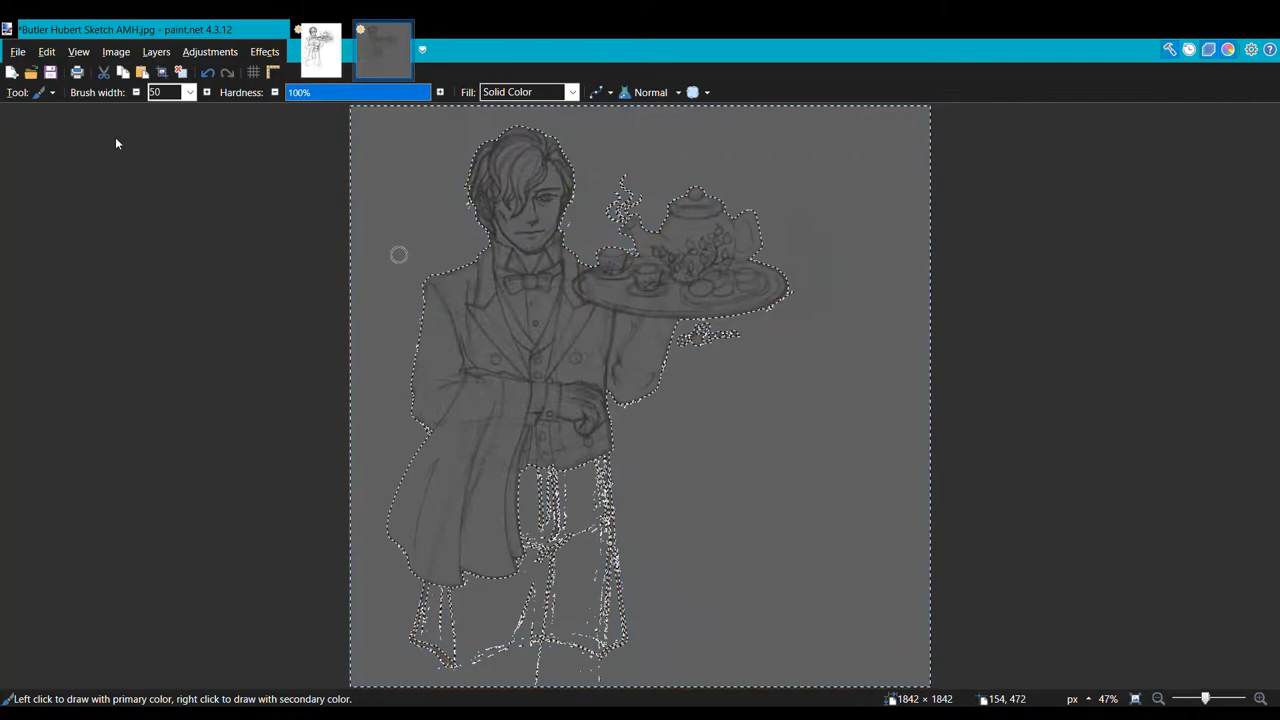 *Butler Hubert Sketch AMH.jpg - paint.net 4.3.12
File Edit View Image Layers Adjustments Effects
Tool: Brush width: 50 Hardness: 100% Fill: Solid Color Normal
Left click to draw with primary color, right click to draw with secondary color. 1842 × 1842 154, 472 px 47%